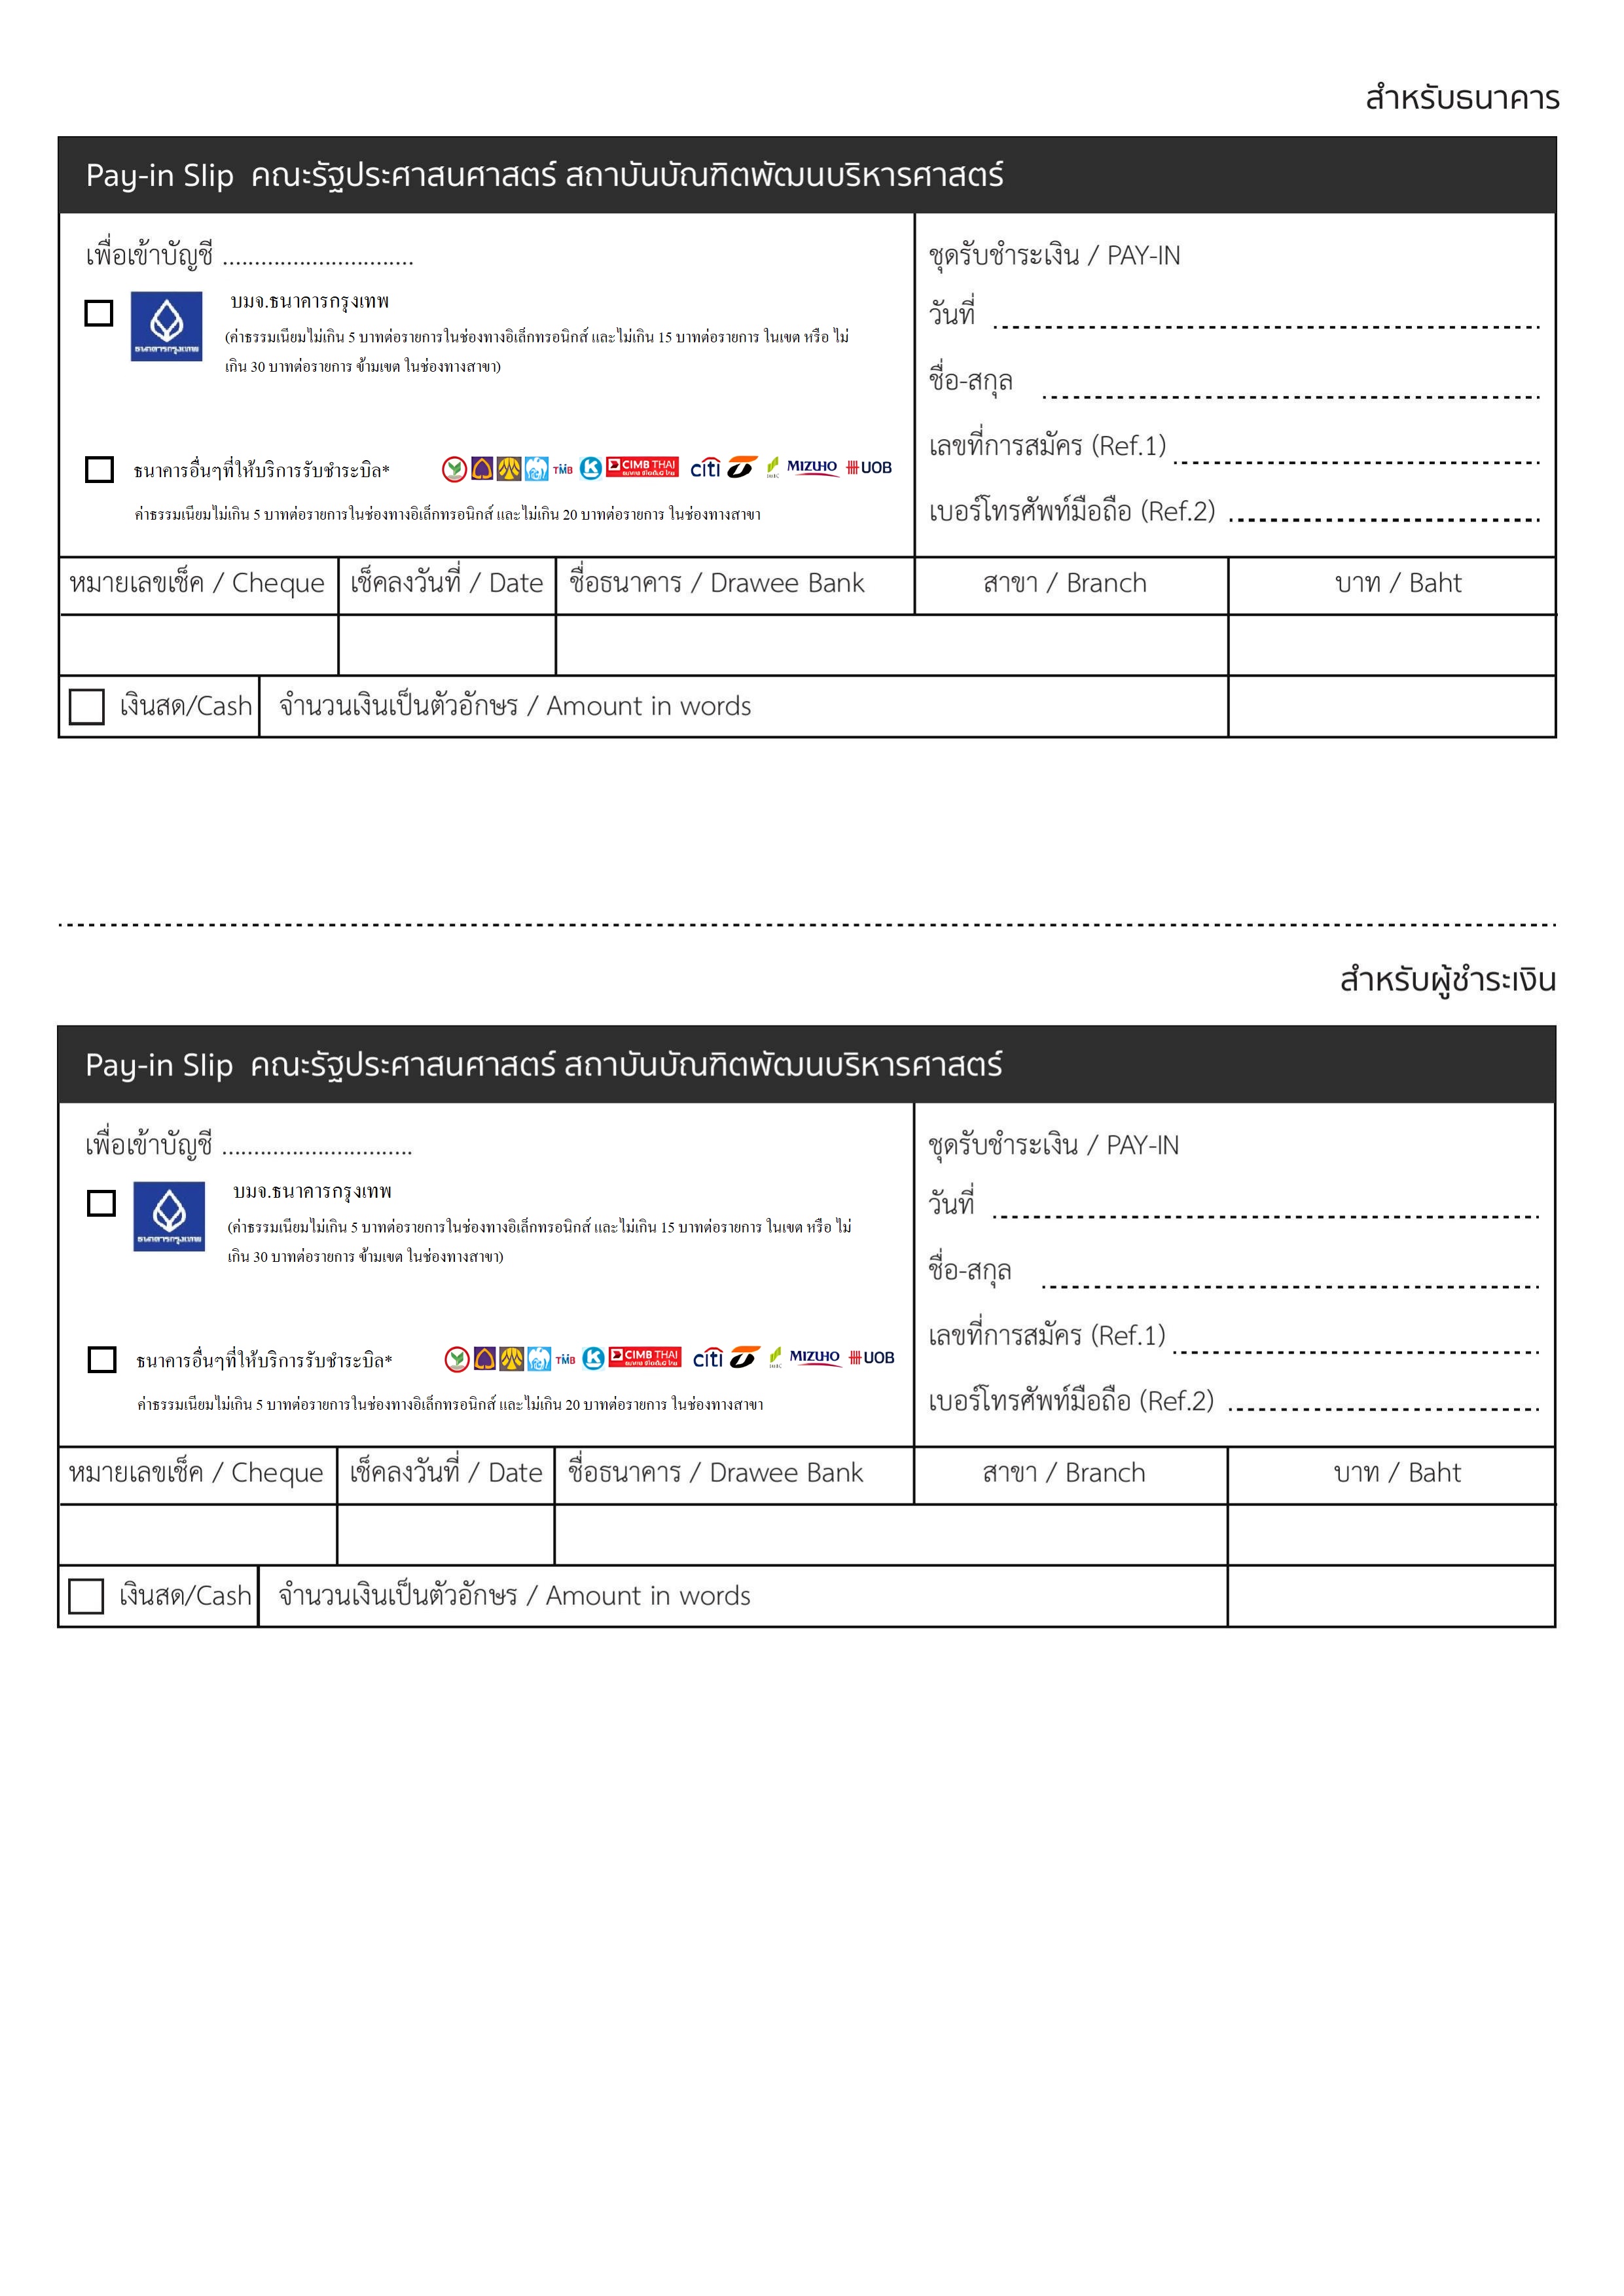 สำหรับธนาคาร
Pay-in Slip คณะรัฐประศาสนศาสตร์ สถาบันบัณฑิตพัฒนบริหารศาสตร์
เพื่อเข้าบัญชี ..............................
บมจ.ธนาคารกรุงเทพ
ธนาคารกรุงเทพ
(ค่าธรรมเนียมไม่เกิน 5 บาทต่อรายการในช่องทางอิเล็กทรอนิกส์ และไม่เกิน 15 บาทต่อรายการ ในเขต หรือ ไม่
เกิน 30 บาทต่อรายการ ข้ามเขต ในช่องทางสาขา)
ธนาคารอื่นๆที่ให้บริการรับชำระบิล* TMB K CIMB THAI citi MIZUHO UOB
ค่าธรรมเนียมไม่เกิน 5 บาทต่อรายการในช่องทางอิเล็กทรอนิกส์ และไม่เกิน 20 บาทต่อรายการ ในช่องทางสาขา
ชุดรับชำระเงิน / PAY-IN
วันที่
ชื่อ-สกุล
เลขที่การสมัคร (Ref.1)
เบอร์โทรศัพท์มือถือ (Ref.2)
หมายเลขเช็ค / Cheque เช็คลงวันที่ / Date ชื่อธนาคาร / Drawee Bank สาขา / Branch บาท / Baht
เงินสด/Cash จำนวนเงินเป็นตัวอักษร / Amount in words
สำหรับผู้ชำระเงิน
Pay-in Slip คณะรัฐประศาสนศาสตร์ สถาบันบัณฑิตพัฒนบริหารศาสตร์
เพื่อเข้าบัญชี ..............................
บมจ.ธนาคารกรุงเทพ
ธนาคารกรุงเทพ
(ค่าธรรมเนียมไม่เกิน 5 บาทต่อรายการในช่องทางอิเล็กทรอนิกส์ และไม่เกิน 15 บาทต่อรายการ ในเขต หรือ ไม่
เกิน 30 บาทต่อรายการ ข้ามเขต ในช่องทางสาขา)
ธนาคารอื่นๆที่ให้บริการรับชำระบิล* TMB K CIMB THAI citi MIZUHO UOB
ค่าธรรมเนียมไม่เกิน 5 บาทต่อรายการในช่องทางอิเล็กทรอนิกส์ และไม่เกิน 20 บาทต่อรายการ ในช่องทางสาขา
ชุดรับชำระเงิน / PAY-IN
วันที่
ชื่อ-สกุล
เลขที่การสมัคร (Ref.1)
เบอร์โทรศัพท์มือถือ (Ref.2)
หมายเลขเช็ค / Cheque เช็คลงวันที่ / Date ชื่อธนาคาร / Drawee Bank สาขา / Branch บาท / Baht
เงินสด/Cash จำนวนเงินเป็นตัวอักษร / Amount in words